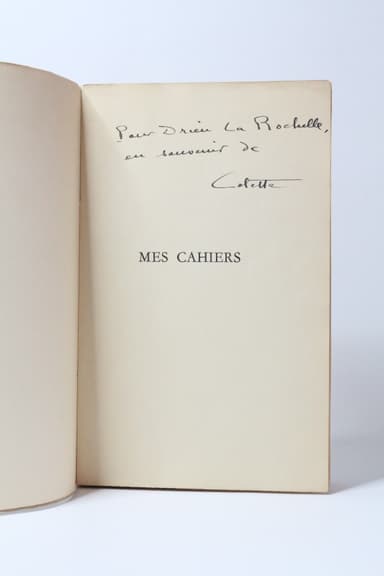 Pour Drieu La Rochelle,
en souvenir de
Colette
MES CAHIERS